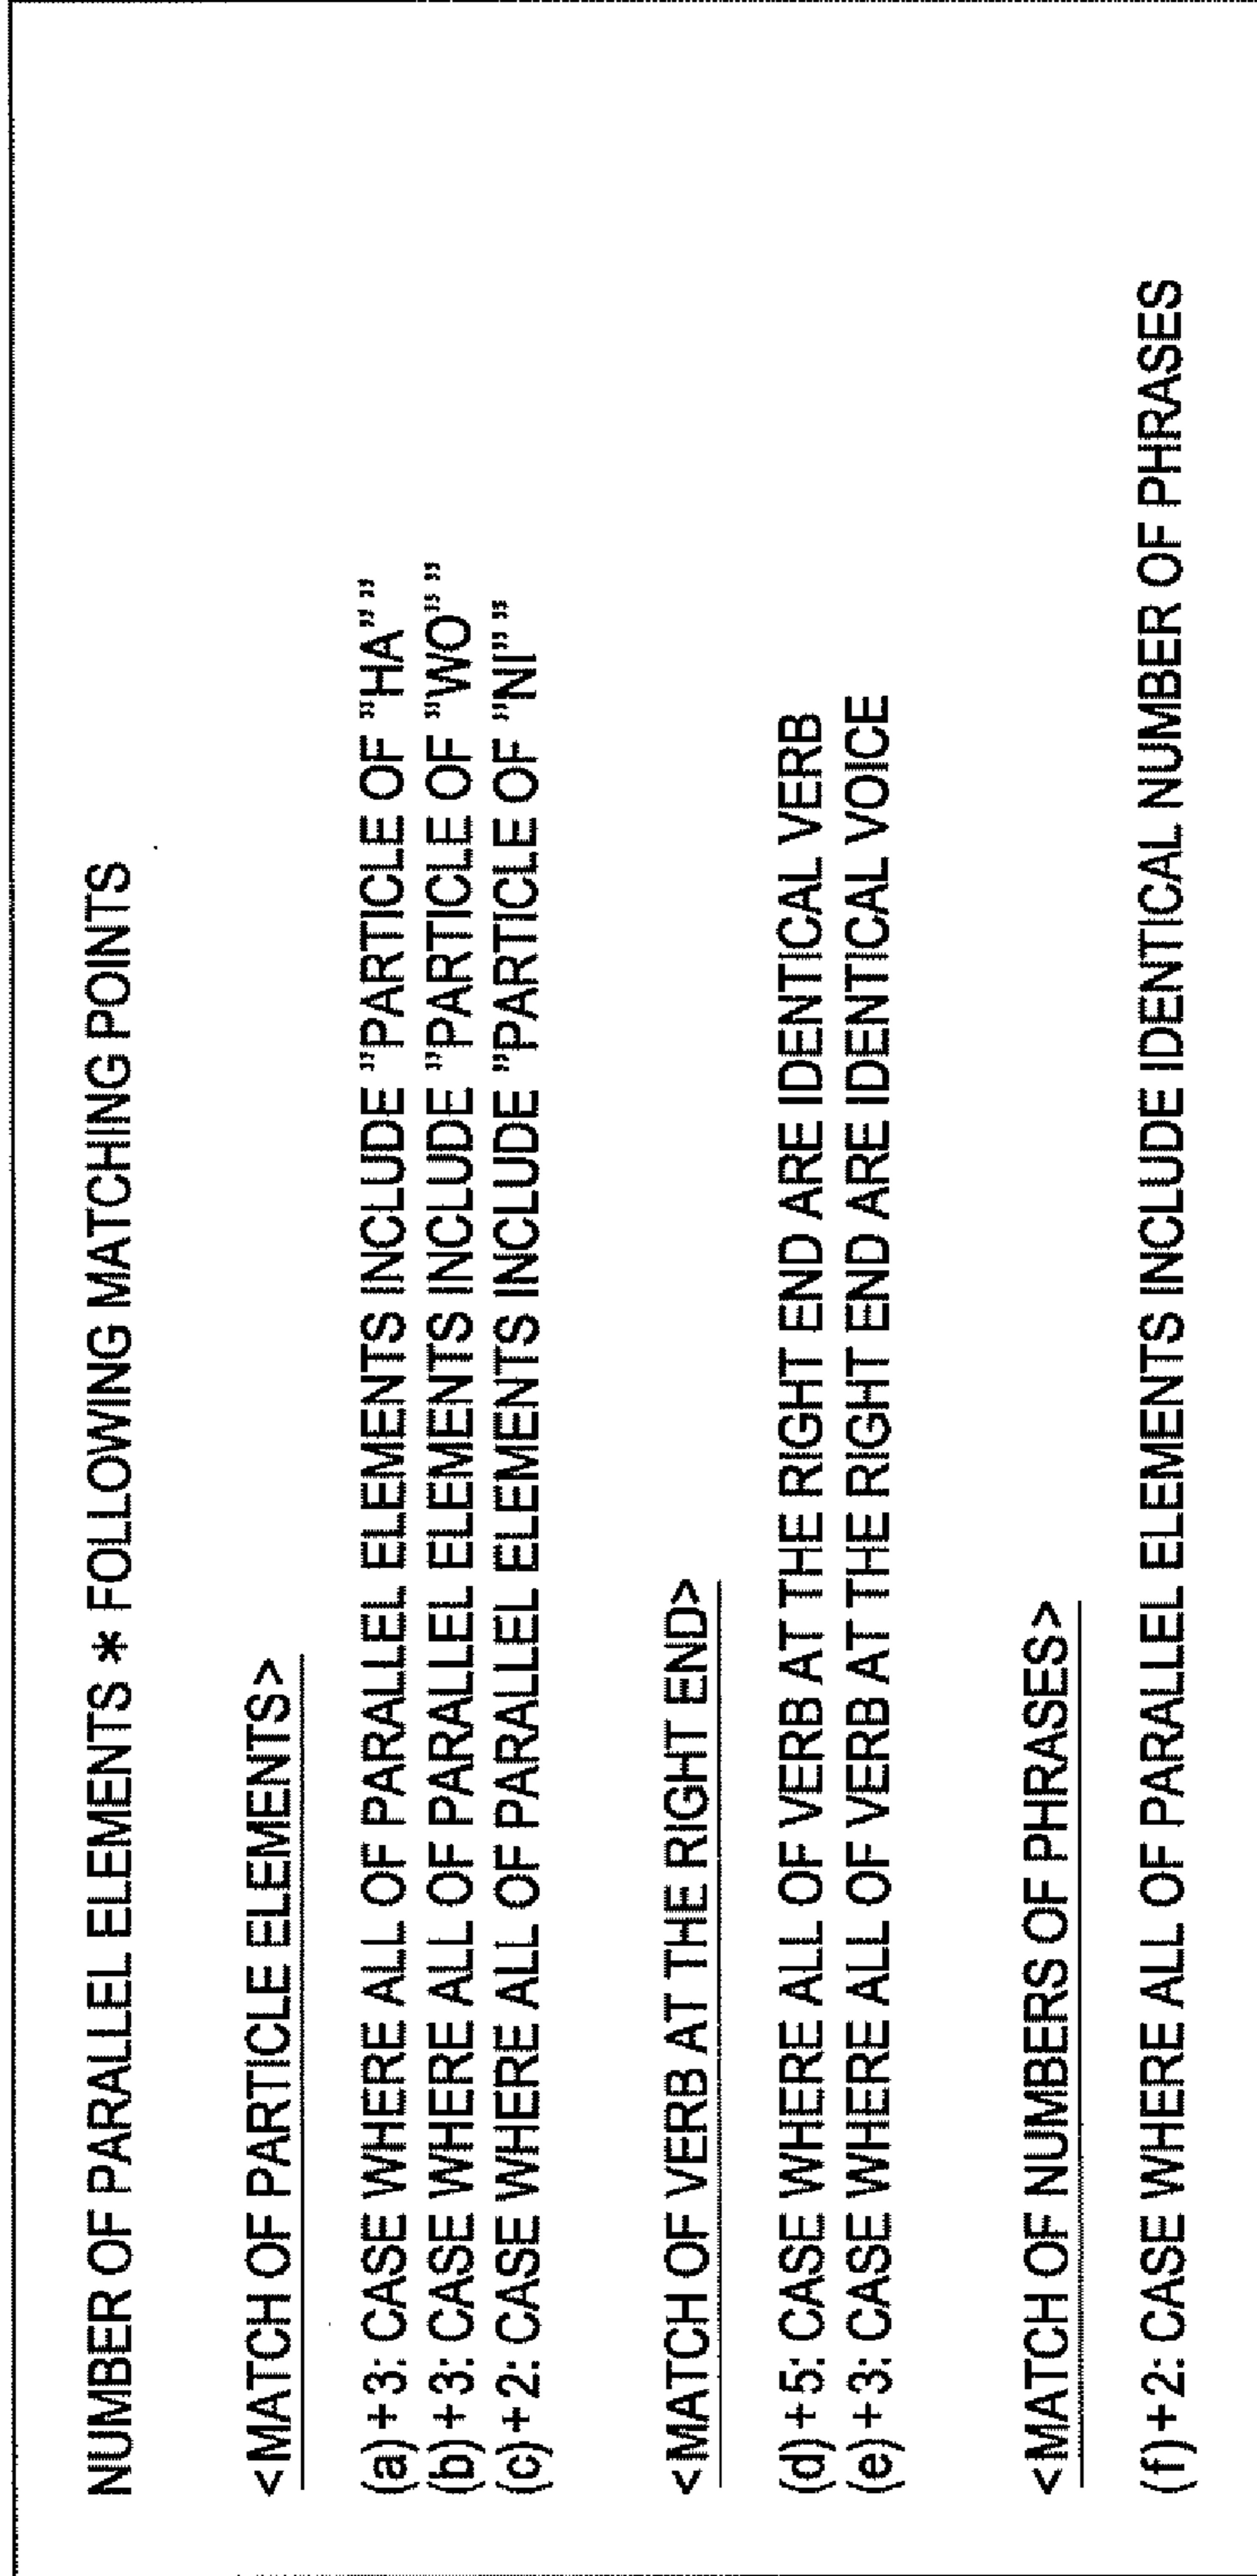 NUMBER OF PARALLEL ELEMENTS * FOLLOWING MATCHING POINTS
<MATCH OF PARTICLE ELEMENTS>
(a)+3: CASE WHERE ALL OF PARALLEL ELEMENTS INCLUDE "PARTICLE OF "HA" "
(b)+3: CASE WHERE ALL OF PARALLEL ELEMENTS INCLUDE "PARTICLE OF "WO" "
(c)+2: CASE WHERE ALL OF PARALLEL ELEMENTS INCLUDE "PARTICLE OF "NI" "
<MATCH OF VERB AT THE RIGHT END>
(d)+5: CASE WHERE ALL OF VERB AT THE RIGHT END ARE IDENTICAL VERB
(e)+3: CASE WHERE ALL OF VERB AT THE RIGHT END ARE IDENTICAL VOICE
<MATCH OF NUMBERS OF PHRASES>
(f)+2: CASE WHERE ALL OF PARALLEL ELEMENTS INCLUDE IDENTICAL NUMBER OF PHRASES